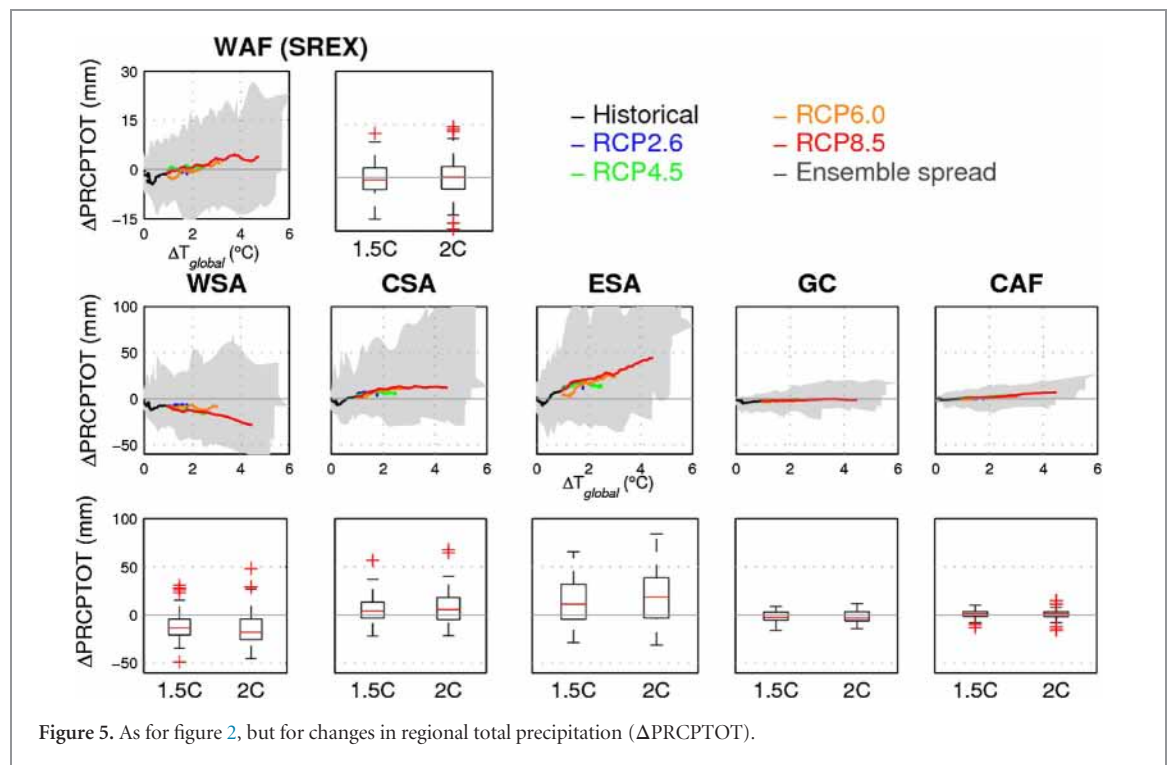 WAF (SREX)
ΔPRCPTOT (mm)
30
15
0
−15
0 2 4 6
ΔT_global (°C)
1.5C 2C
– Historical
– RCP2.6
– RCP4.5
– RCP6.0
– RCP8.5
– Ensemble spread
WSA CSA ESA GC CAF
ΔPRCPTOT (mm)
100
50
0
−50
0 2 4 6
0 2 4 6
0 2 4 6
0 2 4 6
0 2 4 6
ΔT_global (°C)
ΔPRCPTOT (mm)
100
50
0
−50
1.5C 2C
1.5C 2C
1.5C 2C
1.5C 2C
1.5C 2C
Figure 5. As for figure 2, but for changes in regional total precipitation (ΔPRCPTOT).